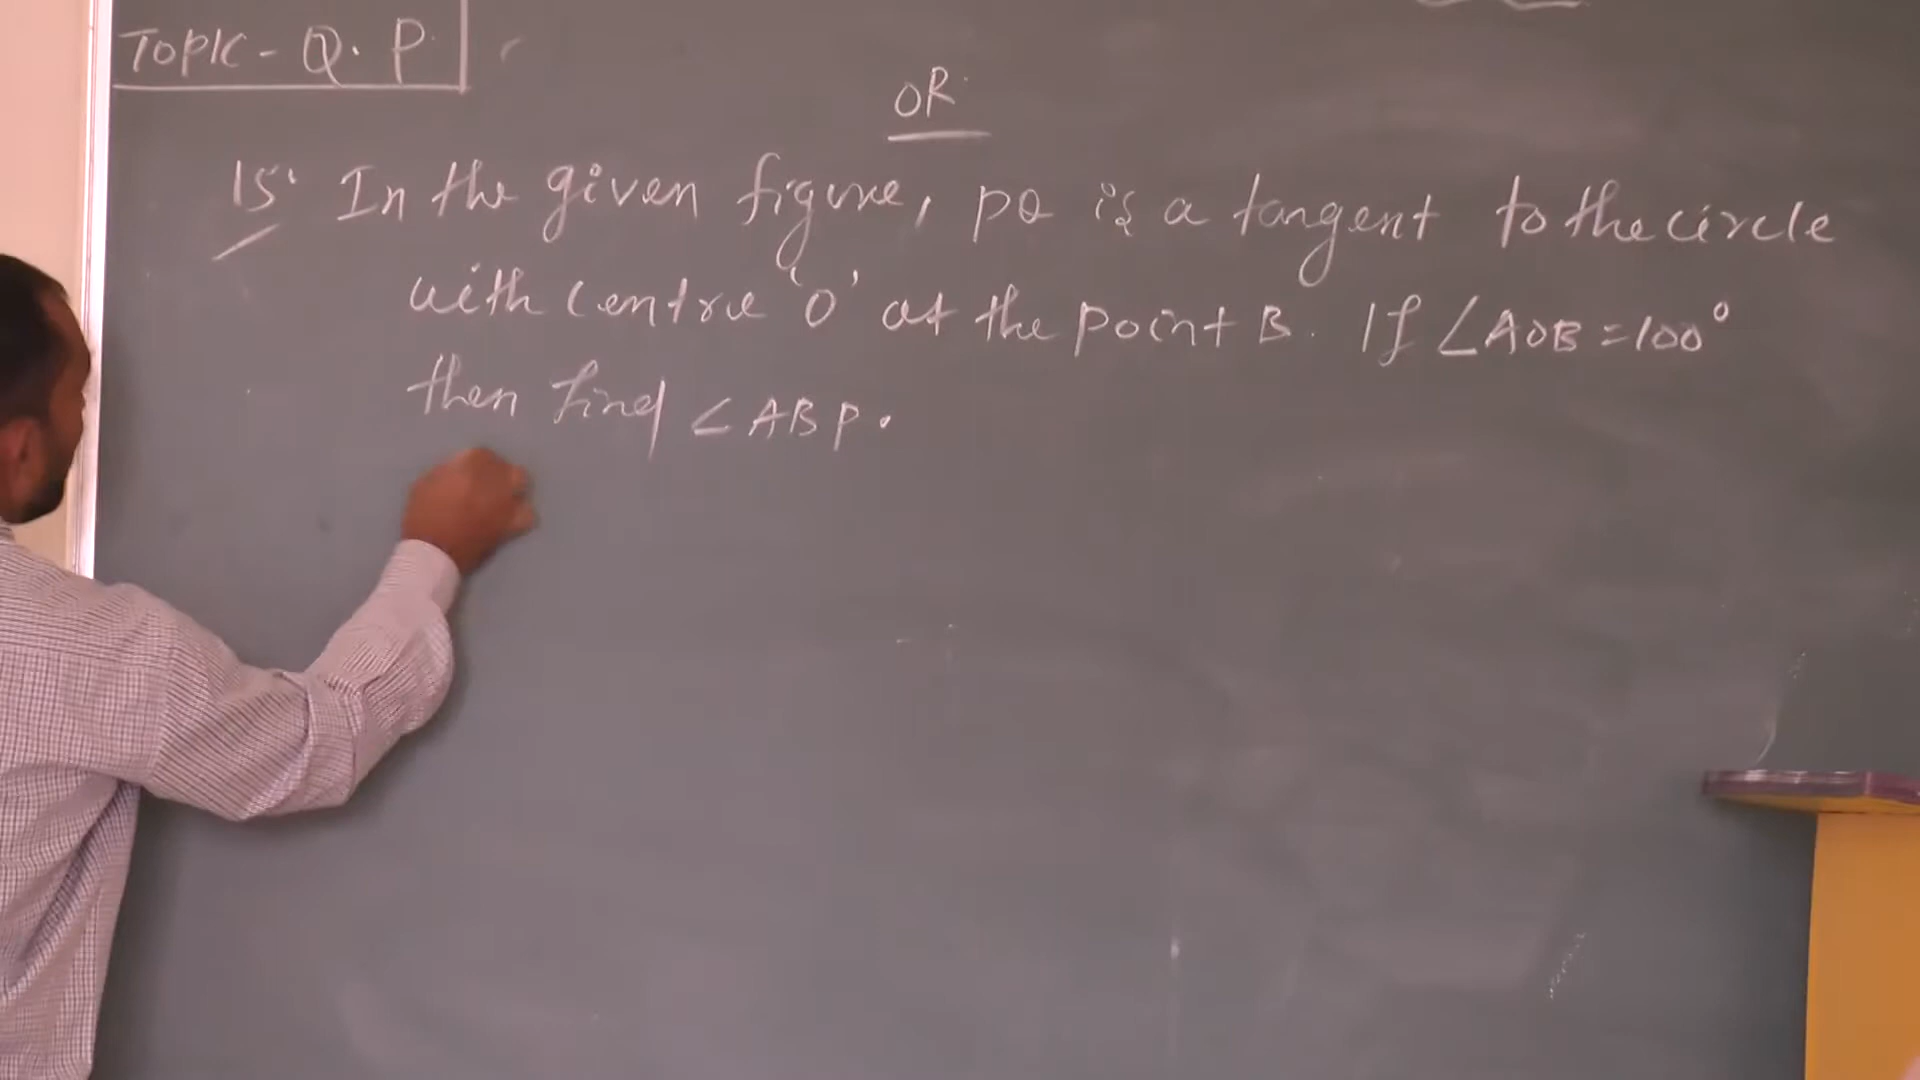 TOPIC - Q. P.
OR
15. In the given figure, PQ is a tangent to the circle
with centre 'O' at the point B. If ∠AOB = 100°
then find ∠ABP.